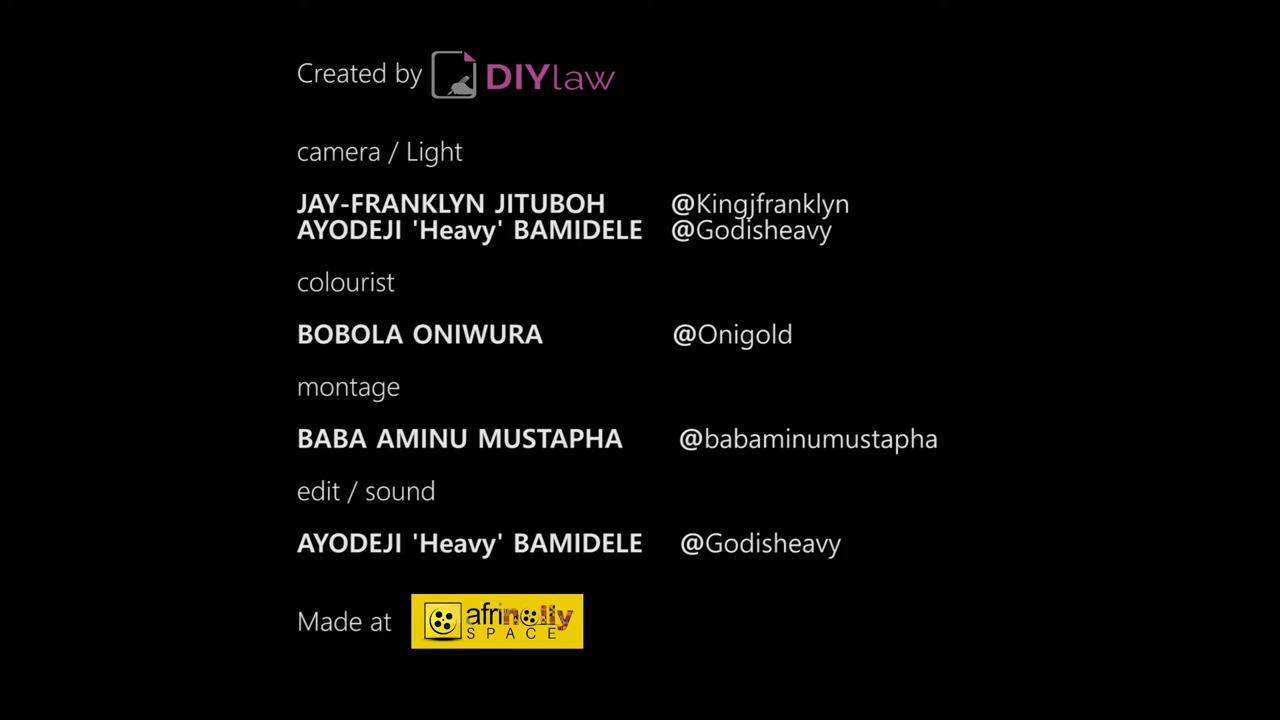 Created by DIYlaw
camera / Light
JAY-FRANKLYN JITUBOH @Kingjfranklyn
AYODEJI 'Heavy' BAMIDELE @Godisheavy
colourist
BOBOLA ONIWURA @Onigold
montage
BABA AMINU MUSTAPHA @babaminumustapha
edit / sound
AYODEJI 'Heavy' BAMIDELE @Godisheavy
Made at afrinolly
SPACE